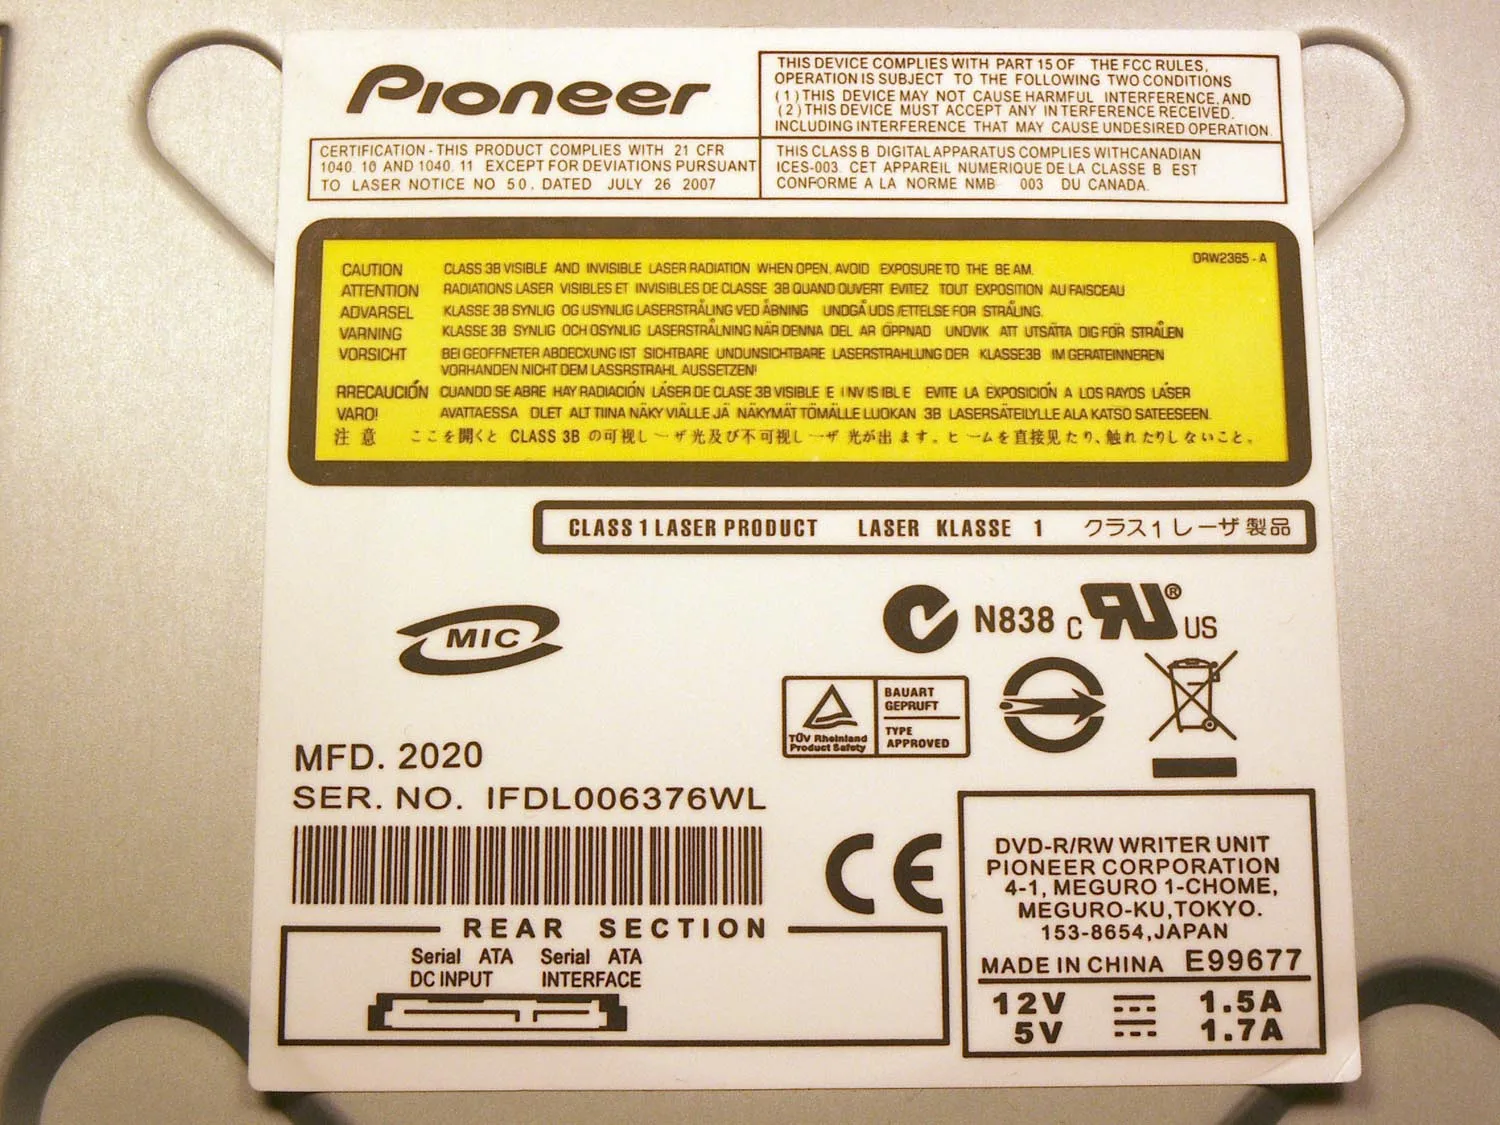 Pioneer
THIS DEVICE COMPLIES WITH PART 15 OF THE FCC RULES,
OPERATION IS SUBJECT TO THE FOLLOWING TWO CONDITIONS
(1) THIS DEVICE MAY NOT CAUSE HARMFUL INTERFERENCE, AND
(2) THIS DEVICE MUST ACCEPT ANY INTERFERENCE RECEIVED.
INCLUDING INTERFERENCE THAT MAY CAUSE UNDESIRED OPERATION.
CERTIFICATION - THIS PRODUCT COMPLIES WITH 21 CFR
1040. 10 AND 1040. 11 EXCEPT FOR DEVIATIONS PURSUANT
TO LASER NOTICE NO 50, DATED JULY 26 2007
THIS CLASS B DIGITAL APPARATUS COMPLIES WITHCANADIAN
ICES-003. CET APPAREIL NUMERIQUE DE LA CLASSE B EST
CONFORME A LA NORME NMB 003 DU CANADA.
DRW2365 - A
CAUTION CLASS 3B VISIBLE AND INVISIBLE LASER RADIATION WHEN OPEN, AVOID EXPOSURE TO THE BEAM.
ATTENTION RADIATIONS LASER VISIBLES ET INVISIBLES DE CLASSE 3B QUAND OUVERT EVITEZ TOUT EXPOSITION AU FAISCEAU
ADVARSEL KLASSE 3B SYNLIG OG USYNLIG LASERSTRÅLING VED ÅBNING UNDGÅ UDS/ETTELSE FOR STRÅLING.
VARNING KLASSE 3B SYNLIG OCH OSYNLIG LASERSTRÅLNING NÄR DENNA DEL AR ÖPPNAD UNDVIK ATT UTSÄTTA DIG FÖR STRÅLEN
VORSICHT BEI GEOFFNETER ABDECXUNG IST SICHTBARE UNDUNSICHTBARE LASERSTRAHLUNG DER KLASSE3B IM GERATEINNEREN
VORHANDEN NICHT DEM LASSRSTRAHL AUSSETZEN!
RRECAUCIÓN CUANDO SE ABRE HAY RADIACIÓN LÁSER DE CLASE 3B VISIBLE E INVISIBLE EVITE LA EXPOSICIÓN A LOS RAYOS LÁSER
VARO! AVATTAESSA OLET ALTTIINA NÄKYVIÄLLE JÄ NÄKYMÄTTÖMÄLLE LUOKAN 3B LASERSÄTEILYLLE ALA KATSO SATEESEEN.
注意 ここを開くと CLASS 3B の可視レーザ光及び不可視レーザ光が出ます。ビームを直接見たり、触れたりしないこと。
CLASS 1 LASER PRODUCT LASER KLASSE 1 クラス1レーザ製品
MIC
N838 c RU® US
TÜV Rheinland
Product Safety
BAUART
GEPRUFT
TYPE
APPROVED
MFD. 2020
SER. NO. IFDL006376WL
CE
REAR SECTION
Serial ATA Serial ATA
DC INPUT INTERFACE
DVD-R/RW WRITER UNIT
PIONEER CORPORATION
4-1, MEGURO 1-CHOME,
MEGURO-KU,TOKYO.
153-8654,JAPAN
MADE IN CHINA E99677
12V 1.5A
5V 1.7A